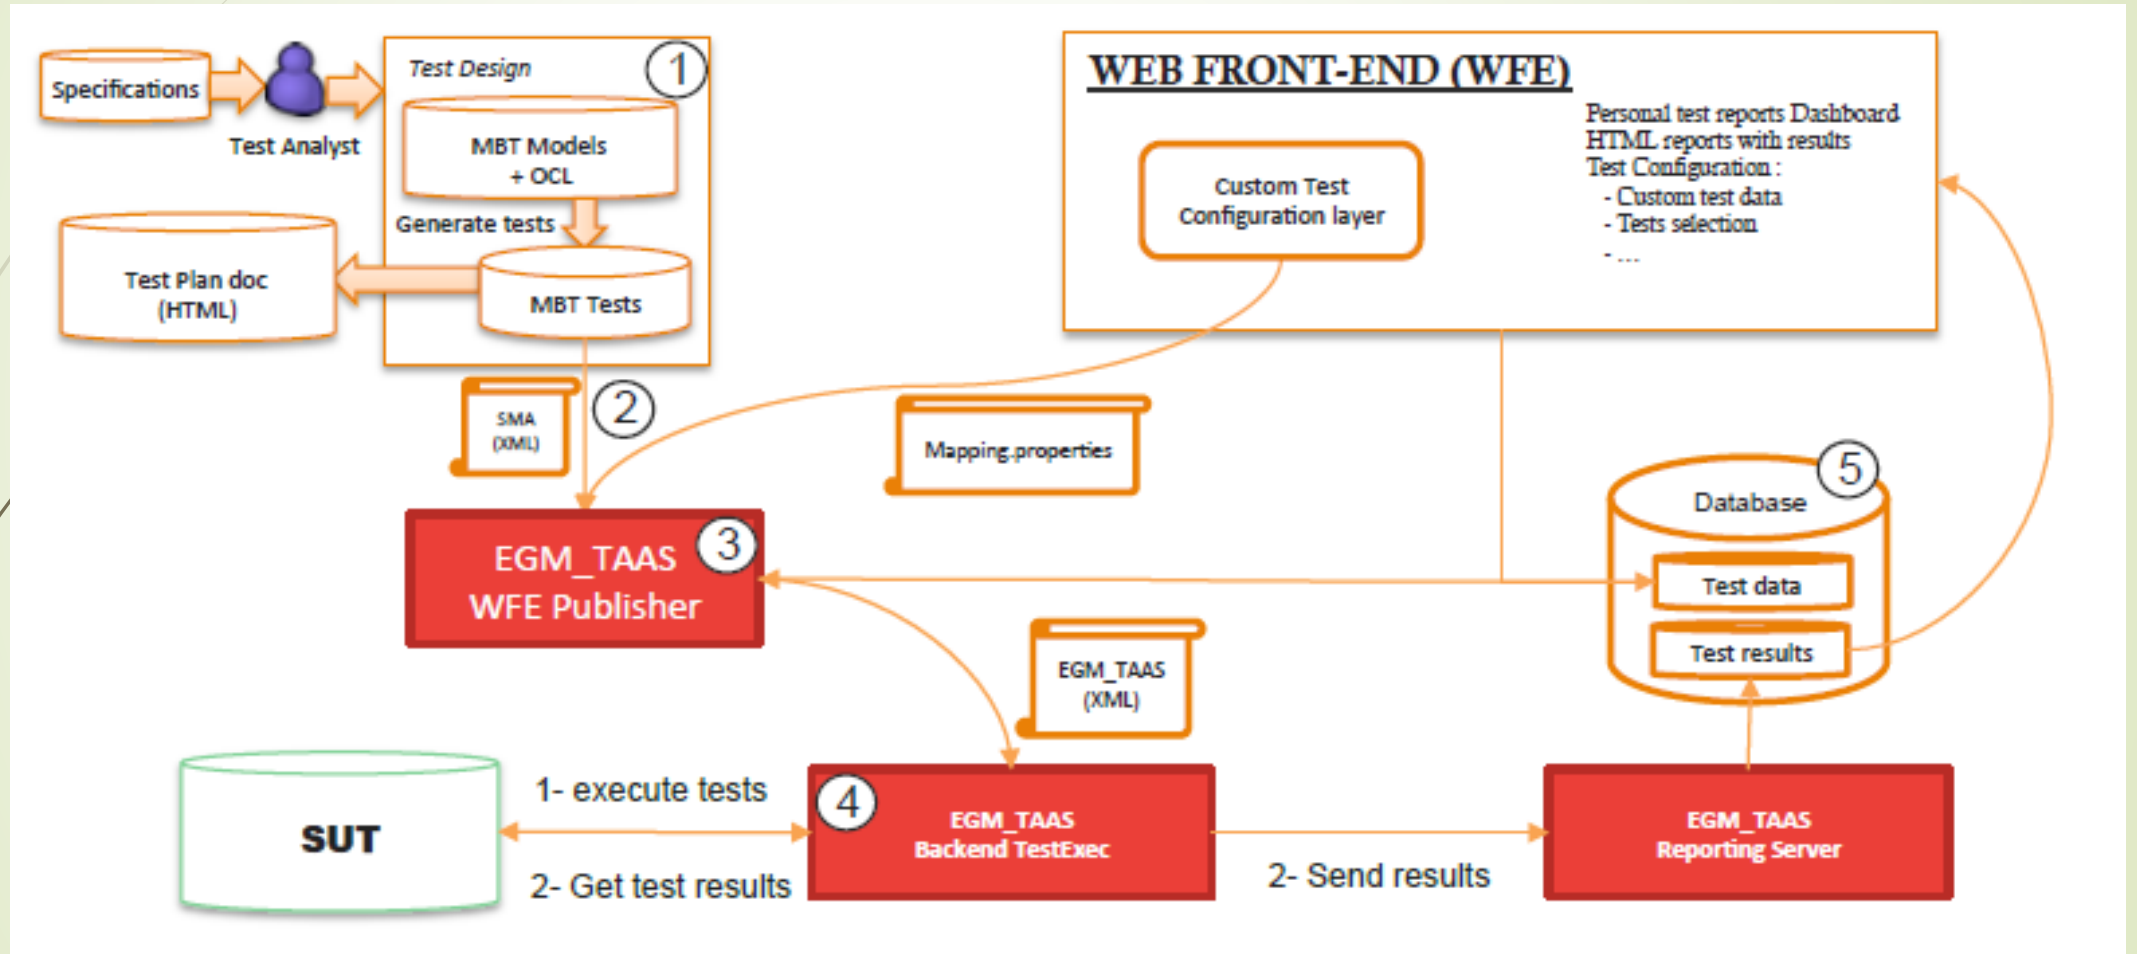 Specifications
Test Analyst
Test Design
1
MBT Models
+ OCL
Generate tests
MBT Tests
Test Plan doc
(HTML)
SMA
(XML)
2
WEB FRONT-END (WFE)
Custom Test
Configuration layer
Personal test reports Dashboard
HTML reports with results
Test Configuration :
- Custom test data
- Tests selection
- ...
Mapping.properties
EGM_TAAS
WFE Publisher
3
Database
5
Test data
Test results
EGM_TAAS
(XML)
SUT
1- execute tests
2- Get test results
4
EGM_TAAS
Backend TestExec
2- Send results
EGM_TAAS
Reporting Server